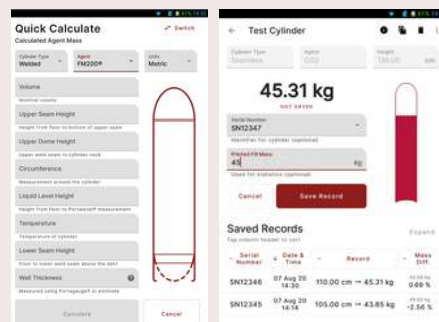 Quick Calculate
Switch
Calculated Agent Mass
Cylinder Type
Welded
Agent
FM200®
Units
Metric
Volume
Nominal volume
Upper Seam Height
Height from floor to bottom of upper seam
Upper Dome Height
Upper weld seam to cylinder neck
Circumference
Measurement around the cylinder
Liquid Level Height
Height from floor to Portalevel® measurement
Temperature
Temperature of cylinder
Lower Seam Height
Floor to lower weld seam above the skirt
Wall Thickness
Measured using Portagauge® or estimate
Calculate
Cancel
← Test Cylinder
Cylinder Type
Seamless
Agent
CO2
Height
cm
45.31 kg
NOT SAVED
Serial Number
SN12347
Identifier for cylinder (optional)
Printed Fill Mass
45
kg
Used for statistics (optional)
Cancel
Save Record
Saved Records
Expand
Tap column header to sort
Serial Number
Date & Time
Record
Mass Diff.
SN12346
07 Aug 20
14:30
110.00 cm → 45.31 kg
0.69 %
SN12345
07 Aug 20
14:14
105.00 cm → 43.85 kg
-2.56 %